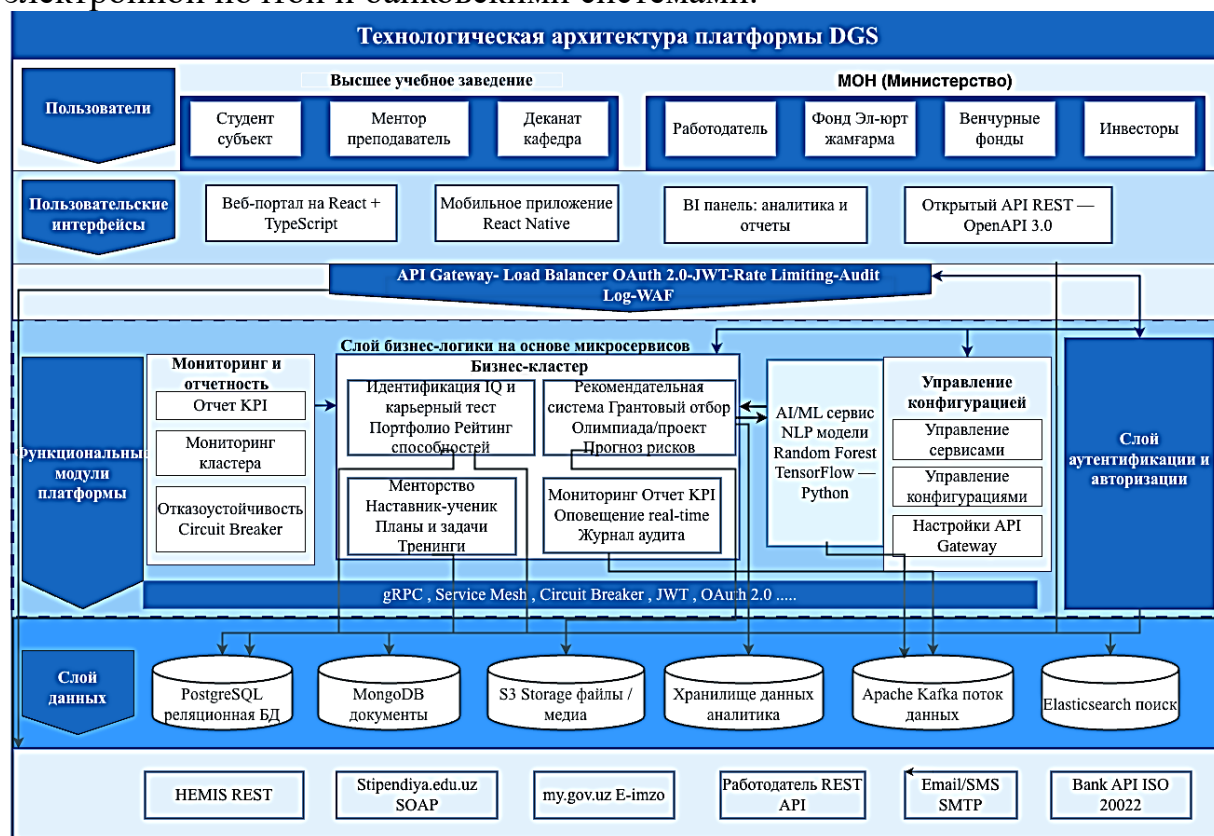 электронной почтой и банковскими системами.
Технологическая архитектура платформы DGS
Пользователи
Высшее учебное заведение
Студент
субъект
Ментор
преподаватель
Деканат
кафедра
МОН (Министерство)
Работодатель
Фонд Эл-юрт
жамғарма
Венчурные
фонды
Инвесторы
Пользовательские
интерфейсы
Веб-портал на React +
TypeScript
Мобильное приложение
React Native
BI панель: аналитика и
отчеты
Открытый API REST —
OpenAPI 3.0
API Gateway- Load Balancer OAuth 2.0-JWT-Rate Limiting-Audit
Log-WAF
Функциональные
модули
платформы
Мониторинг и
отчетность
Отчет KPI
Мониторинг
кластера
Отказоустойчивость
Circuit Breaker
Слой бизнес-логики на основе микросервисов
Бизнес-кластер
Идентификация IQ и
карьерный тест
Портфолио Рейтинг
способностей
Рекомендательная
система Грантовый отбор
Олимпиада/проект
Прогноз рисков
Менторство
Наставник-ученик
Планы и задачи
Тренинги
Мониторинг Отчет KPI
Оповещение real-time
Журнал аудита
AI/ML сервис
NLP модели
Random Forest
TensorFlow —
Python
Управление
конфигурацией
Управление
сервисами
Управление
конфигурациями
Настройки API
Gateway
Слой
аутентификации и
авторизации
gRPC , Service Mesh , Circuit Breaker , JWT , OAuth 2.0 .....
Слой
данных
PostgreSQL
реляционная БД
MongoDB
документы
S3 Storage файлы /
медиа
Хранилище данных
аналитика
Apache Kafka поток
данных
Elasticsearch поиск
HEMIS REST
Stipendiya.edu.uz
SOAP
my.gov.uz E-imzo
Работодатель REST
API
Email/SMS
SMTP
Bank API ISO
20022